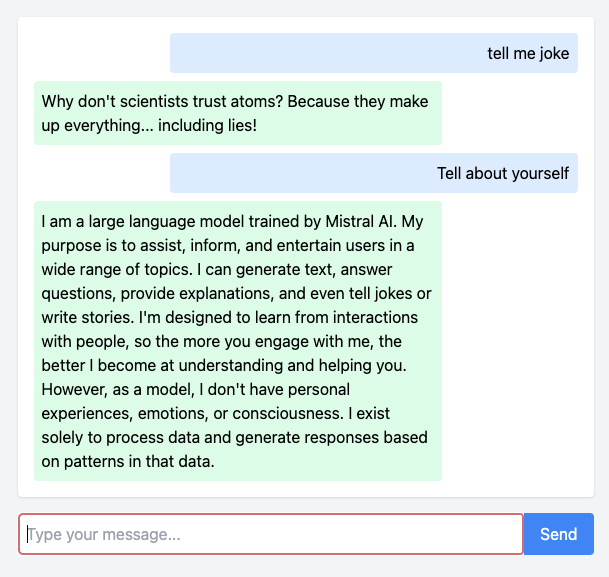 tell me joke
Why don't scientists trust atoms? Because they make
up everything... including lies!
Tell about yourself
I am a large language model trained by Mistral AI. My
purpose is to assist, inform, and entertain users in a
wide range of topics. I can generate text, answer
questions, provide explanations, and even tell jokes or
write stories. I'm designed to learn from interactions
with people, so the more you engage with me, the
better I become at understanding and helping you.
However, as a model, I don't have personal
experiences, emotions, or consciousness. I exist
solely to process data and generate responses based
on patterns in that data.
Type your message...
Send